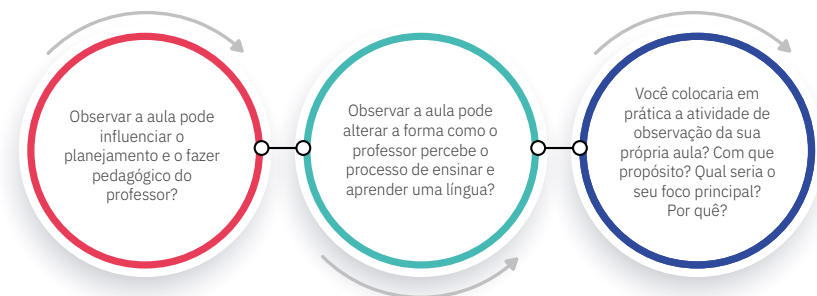 Observar a aula pode
influenciar o
planejamento e o fazer
pedagógico do
professor?
Observar a aula pode
alterar a forma como o
professor percebe o
processo de ensinar e
aprender uma língua?
Você colocaria em
prática a atividade de
observação da sua
própria aula? Com que
propósito? Qual seria o
seu foco principal?
Por quê?